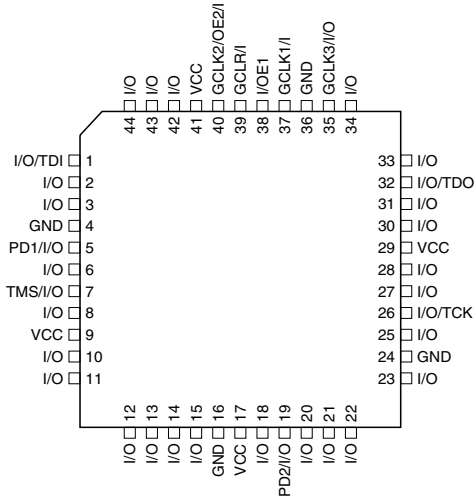 I/O
I/O
I/O
VCC
GCLK2/OE2/I
GCLR/I
I/OE1
GCLK1/I
GND
GCLK3/I/O
I/O
44
43
42
41
40
39
38
37
36
35
34
I/O/TDI 1
I/O 2
I/O 3
GND 4
PD1/I/O 5
I/O 6
TMS/I/O 7
I/O 8
VCC 9
I/O 10
I/O 11
33 I/O
32 I/O/TDO
31 I/O
30 I/O
29 VCC
28 I/O
27 I/O
26 I/O/TCK
25 I/O
24 GND
23 I/O
12
13
14
15
16
17
18
19
20
21
22
I/O
I/O
I/O
I/O
GND
VCC
I/O
PD2/I/O
I/O
I/O
I/O